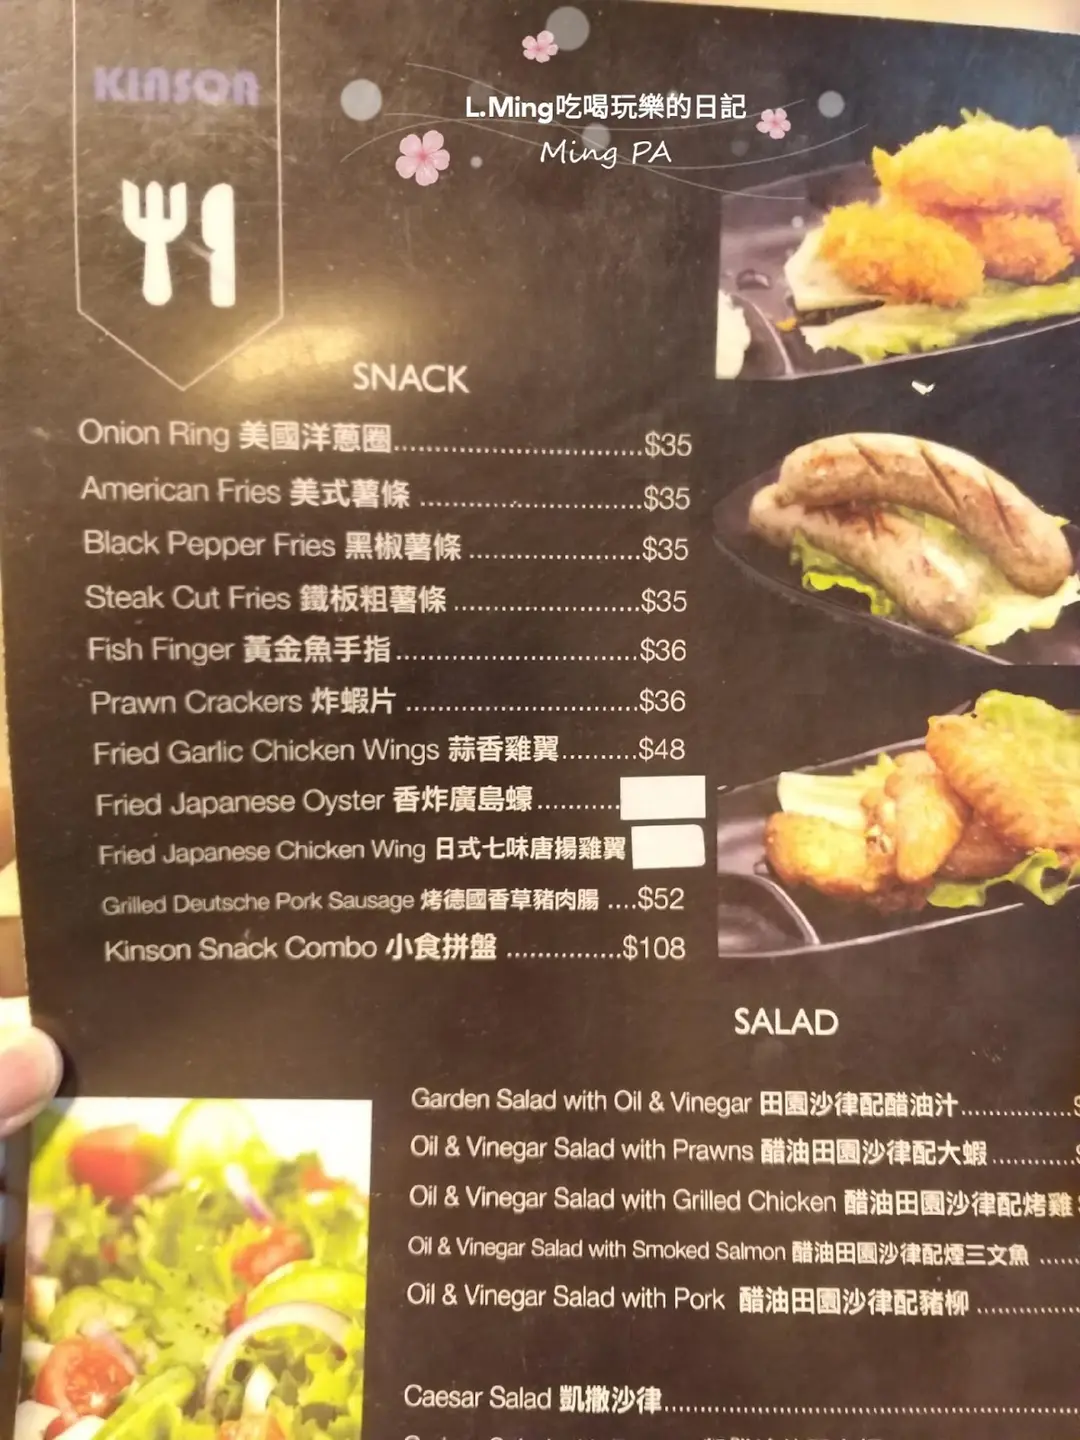 KINSON
L.Ming吃喝玩樂的日記
Ming PA
SNACK
Onion Ring 美國洋蔥圈..............................$35
American Fries 美式薯條 ...........................$35
Black Pepper Fries 黑椒薯條 .....................$35
Steak Cut Fries 鐵板粗薯條 .......................$35
Fish Finger 黃金魚手指..............................$36
Prawn Crackers 炸蝦片 ............................$36
Fried Garlic Chicken Wings 蒜香雞翼.........$48
Fried Japanese Oyster 香炸廣島蠔..........
Fried Japanese Chicken Wing 日式七味唐揚雞翼
Grilled Deutsche Pork Sausage 烤德國香草豬肉腸 ....$52
Kinson Snack Combo 小食拼盤 ...............$108
SALAD
Garden Salad with Oil & Vinegar 田園沙律配醋油汁...............$
Oil & Vinegar Salad with Prawns 醋油田園沙律配大蝦 ...........
Oil & Vinegar Salad with Grilled Chicken 醋油田園沙律配烤雞
Oil & Vinegar Salad with Smoked Salmon 醋油田園沙律配煙三文魚 ......
Oil & Vinegar Salad with Pork 醋油田園沙律配豬柳 ..............
Caesar Salad 凱撒沙律..................................................